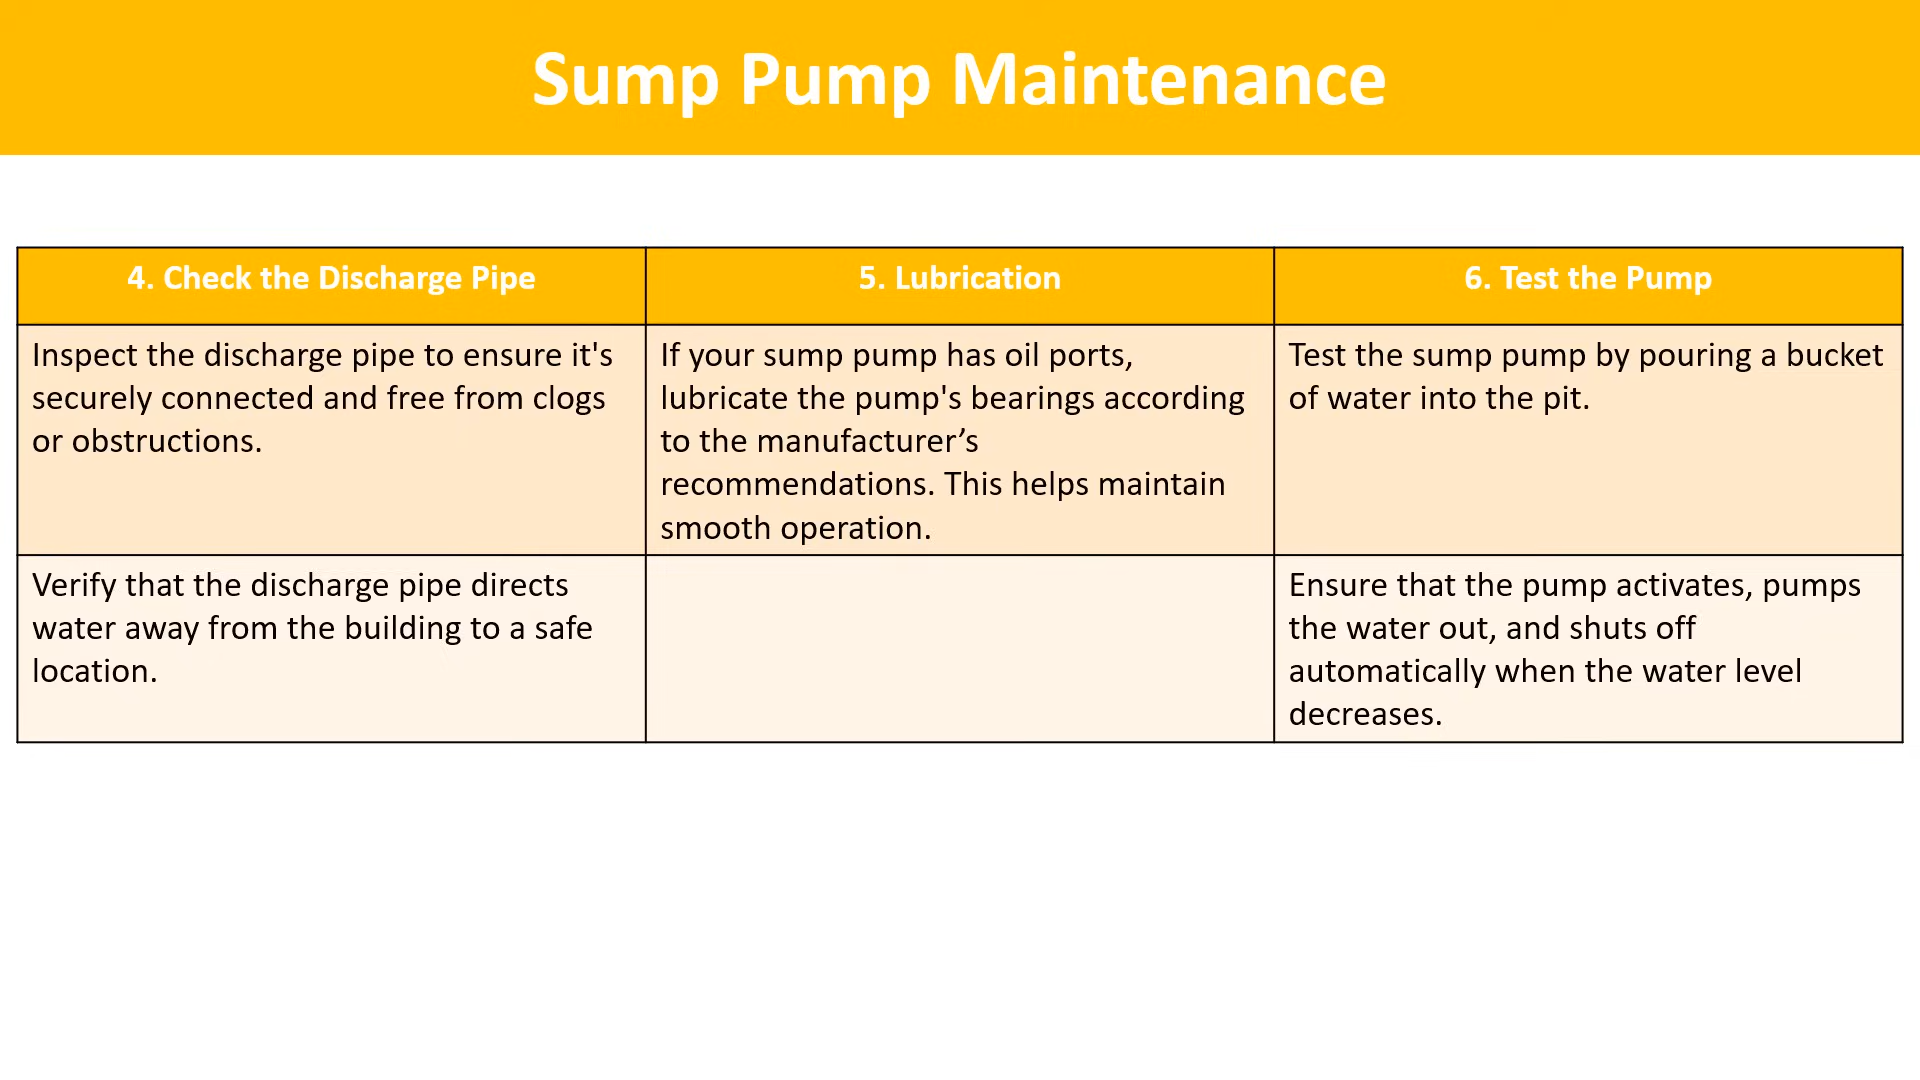 Sump Pump Maintenance
4. Check the Discharge Pipe
5. Lubrication
6. Test the Pump
Inspect the discharge pipe to ensure it's
securely connected and free from clogs
or obstructions.
If your sump pump has oil ports,
lubricate the pump's bearings according
to the manufacturer’s
recommendations. This helps maintain
smooth operation.
Test the sump pump by pouring a bucket
of water into the pit.
Verify that the discharge pipe directs
water away from the building to a safe
location.
Ensure that the pump activates, pumps
the water out, and shuts off
automatically when the water level
decreases.